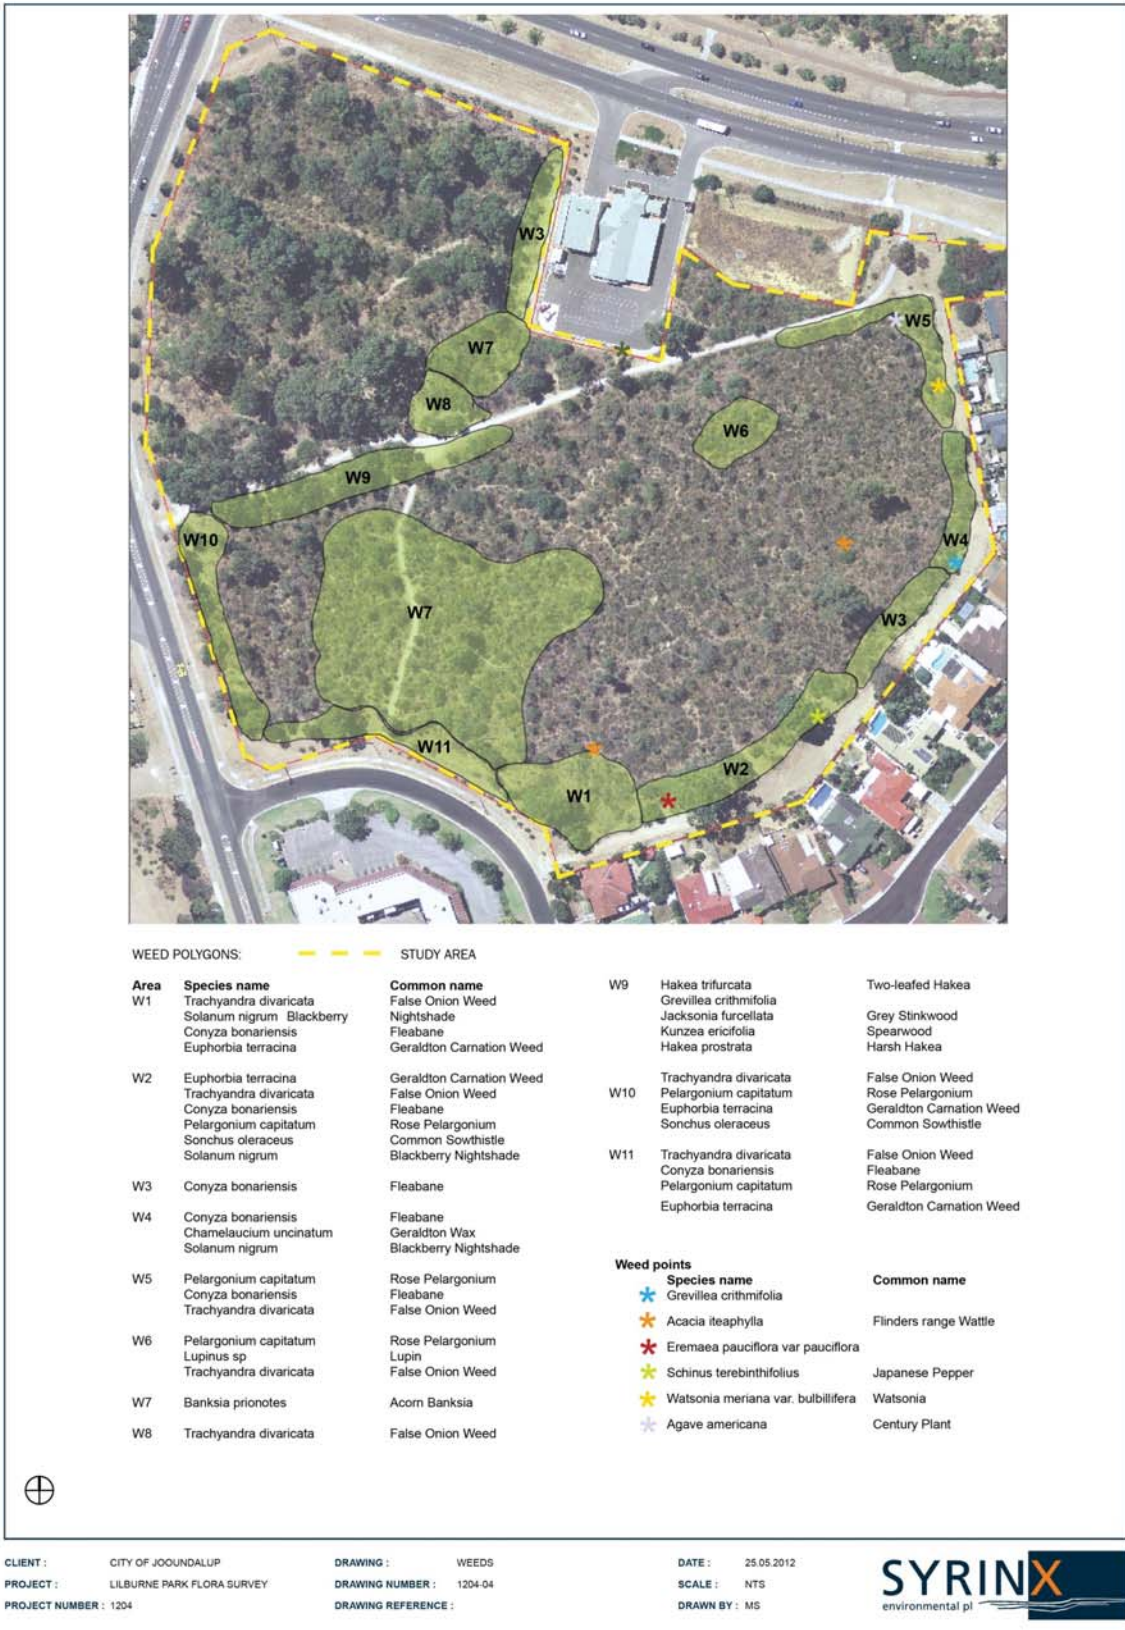 W3
W5
W7
W8
W6
W9
W10
W4
W7
W3
W11
W2
W1
WEED POLYGONS: STUDY AREA
Area Species name Common name
W1 Trachyandra divaricata False Onion Weed
Solanum nigrum Blackberry Nightshade
Conyza bonariensis Fleabane
Euphorbia terracina Geraldton Carnation Weed
W2 Euphorbia terracina Geraldton Carnation Weed
Trachyandra divaricata False Onion Weed
Conyza bonariensis Fleabane
Pelargonium capitatum Rose Pelargonium
Sonchus oleraceus Common Sowthistle
Solanum nigrum Blackberry Nightshade
W3 Conyza bonariensis Fleabane
W4 Conyza bonariensis Fleabane
Chamelaucium uncinatum Geraldton Wax
Solanum nigrum Blackberry Nightshade
W5 Pelargonium capitatum Rose Pelargonium
Conyza bonariensis Fleabane
Trachyandra divaricata False Onion Weed
W6 Pelargonium capitatum Rose Pelargonium
Lupinus sp Lupin
Trachyandra divaricata False Onion Weed
W7 Banksia prionotes Acorn Banksia
W8 Trachyandra divaricata False Onion Weed
W9 Hakea trifurcata Two-leafed Hakea
Grevillea crithmifolia
Jacksonia furcellata Grey Stinkwood
Kunzea ericifolia Spearwood
Hakea prostrata Harsh Hakea
Trachyandra divaricata False Onion Weed
W10 Pelargonium capitatum Rose Pelargonium
Euphorbia terracina Geraldton Carnation Weed
Sonchus oleraceus Common Sowthistle
W11 Trachyandra divaricata False Onion Weed
Conyza bonariensis Fleabane
Pelargonium capitatum Rose Pelargonium
Euphorbia terracina Geraldton Carnation Weed
Weed points
Species name Common name
Grevillea crithmifolia
Acacia iteaphylla Flinders range Wattle
Eremaea pauciflora var pauciflora
Schinus terebinthifolius Japanese Pepper
Watsonia meriana var. bulbillifera Watsonia
Agave americana Century Plant
CLIENT : CITY OF JOOUNDALUP DRAWING : WEEDS DATE : 25.05.2012
PROJECT : LILBURNE PARK FLORA SURVEY DRAWING NUMBER : 1204-04 SCALE : NTS
PROJECT NUMBER : 1204 DRAWING REFERENCE : DRAWN BY : MS
SYRINX
environmental pl